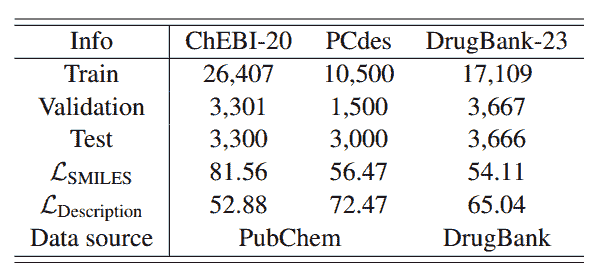 Info ChEBI-20 PCdes DrugBank-23
Train 26,407 10,500 17,109
Validation 3,301 1,500 3,667
Test 3,300 3,000 3,666
ℒSMILES 81.56 56.47 54.11
ℒDescription 52.88 72.47 65.04
Data source PubChem DrugBank